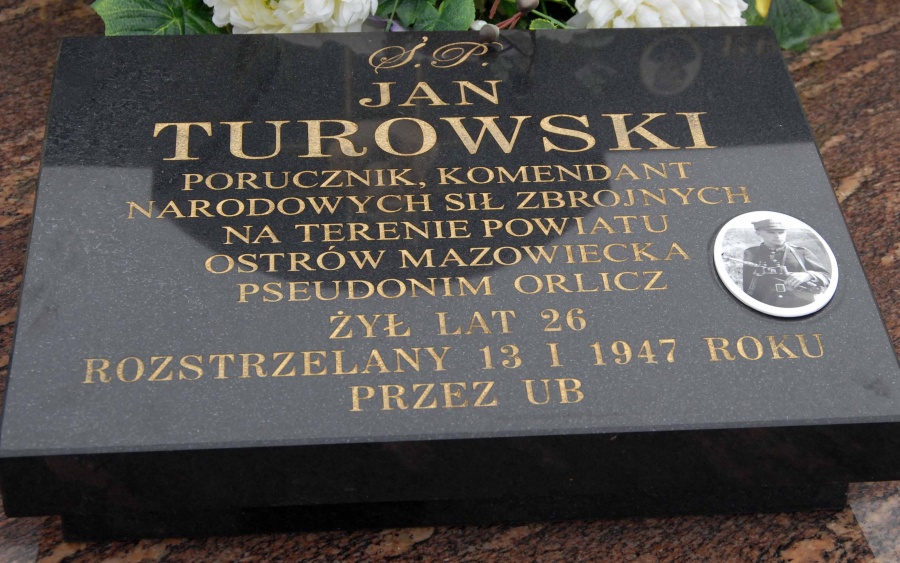 Ś.P.
JAN
TUROWSKI
PORUCZNIK, KOMENDANT
NARODOWYCH SIŁ ZBROJNYCH
NA TERENIE POWIATU
OSTRÓW MAZOWIECKA
PSEUDONIM ORLICZ
ŻYŁ LAT 26
ROZSTRZELANY 13 I 1947 ROKU
PRZEZ UB